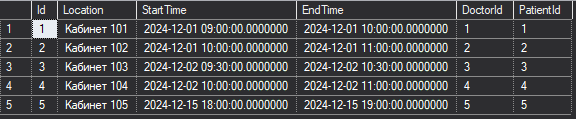 Id Location StartTime EndTime DoctorId PatientId
1 1 Кабинет 101 2024-12-01 09:00:00.0000000 2024-12-01 10:00:00.0000000 1 1
2 2 Кабинет 102 2024-12-01 10:00:00.0000000 2024-12-01 11:00:00.0000000 2 2
3 3 Кабинет 103 2024-12-02 09:30:00.0000000 2024-12-02 10:30:00.0000000 3 3
4 4 Кабинет 104 2024-12-02 10:00:00.0000000 2024-12-02 11:00:00.0000000 4 4
5 5 Кабинет 105 2024-12-15 18:00:00.0000000 2024-12-15 19:00:00.0000000 5 5